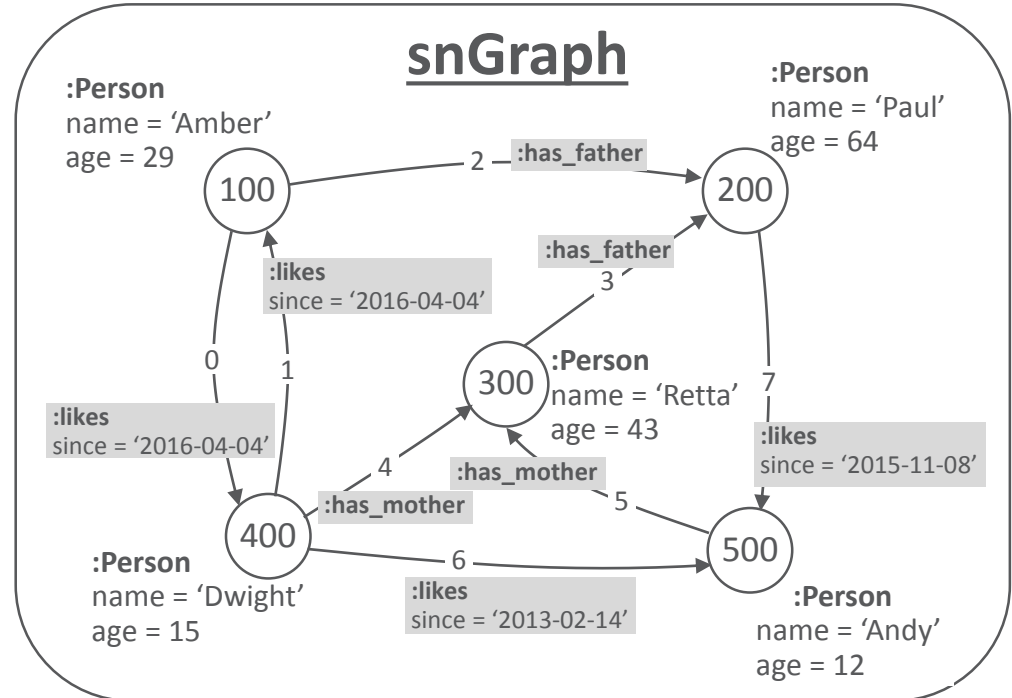 snGraph
:Person
name = ‘Amber’
age = 29
:Person
name = ‘Paul’
age = 64
100
2
:has_father
200
:has_father
3
:likes
since = ‘2016-04-04’
0
1
300
:Person
name = ‘Retta’
age = 43
7
:likes
since = ‘2016-04-04’
:likes
since = ‘2015-11-08’
4
:has_mother
:has_mother
5
400
500
6
:Person
name = ‘Dwight’
age = 15
:likes
since = ‘2013-02-14’
:Person
name = ‘Andy’
age = 12